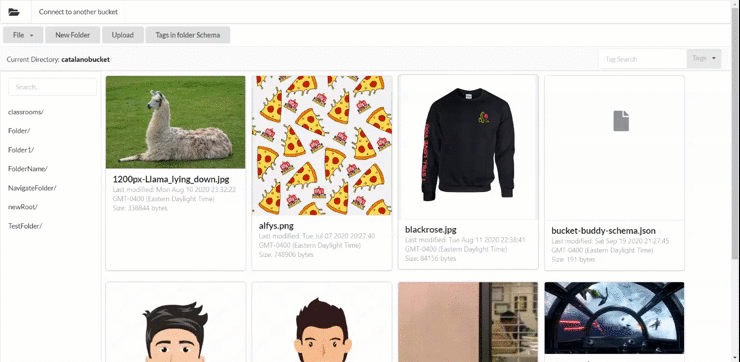 Connect to another bucket
File
New Folder
Upload
Tags in folder Schema
Current Directory: catalanobucket
Tag Search
Tags
Search...
classrooms/
Folder/
Folder1/
FolderName/
NavigateFolder/
newRoot/
TestFolder/
1200px-Llama_lying_down.jpg
Last modified: Mon Aug 10 2020 23:32:22
GMT-0400 (Eastern Daylight Time)
Size: 338844 bytes
alfys.png
Last modified: Tue Jul 07 2020 20:27:40
GMT-0400 (Eastern Daylight Time)
Size: 748906 bytes
blackrose.jpg
Last modified: Tue Aug 11 2020 22:38:41
GMT-0400 (Eastern Daylight Time)
Size: 84156 bytes
bucket-buddy-schema.json
Last modified: Sat Sep 19 2020 21:27:45
GMT-0400 (Eastern Daylight Time)
Size: 191 bytes